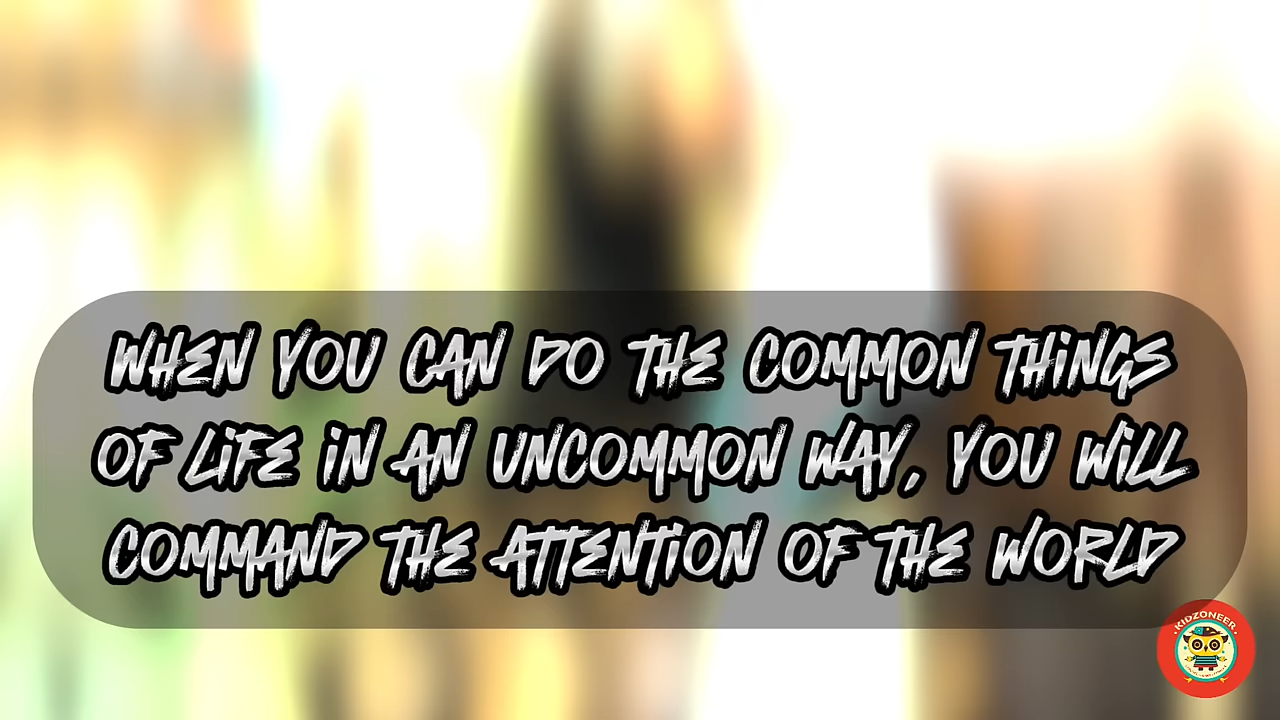 WHEN YOU CAN DO THE COMMON THINGS
OF LIFE IN AN UNCOMMON WAY, YOU WILL
COMMAND THE ATTENTION OF THE WORLD
KIDZONEER